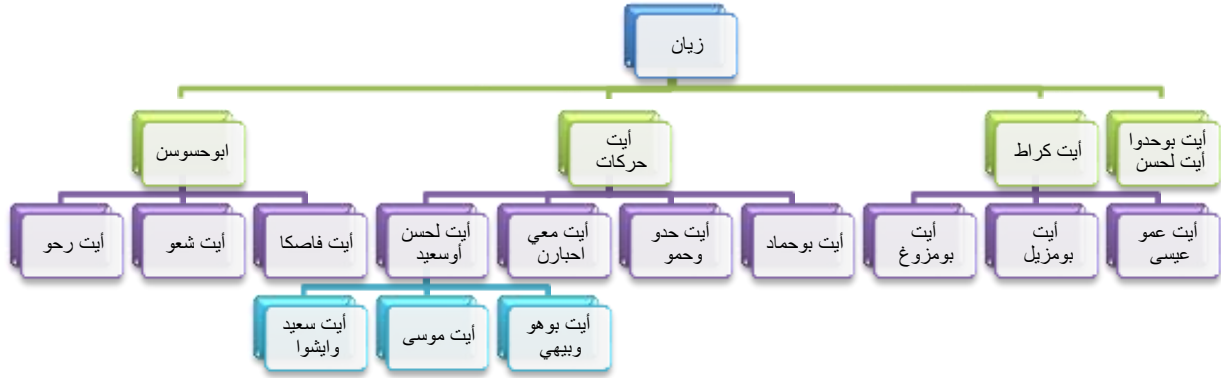 زيان
أيت بوحدوا
أيت لحسن
أيت كراط
أيت
حركات
ابوحسوسن
أيت عمو
عيسى
أيت
بومزيل
أيت
بومزوغ
أيت بوحماد
أيت حدو
وحمو
أيت معي
احبارن
أيت لحسن
أوسعيد
أيت فاصكا
أيت شعو
أيت رحو
أيت بوهو
وبيهي
أيت موسى
أيت سعيد
وايشوا